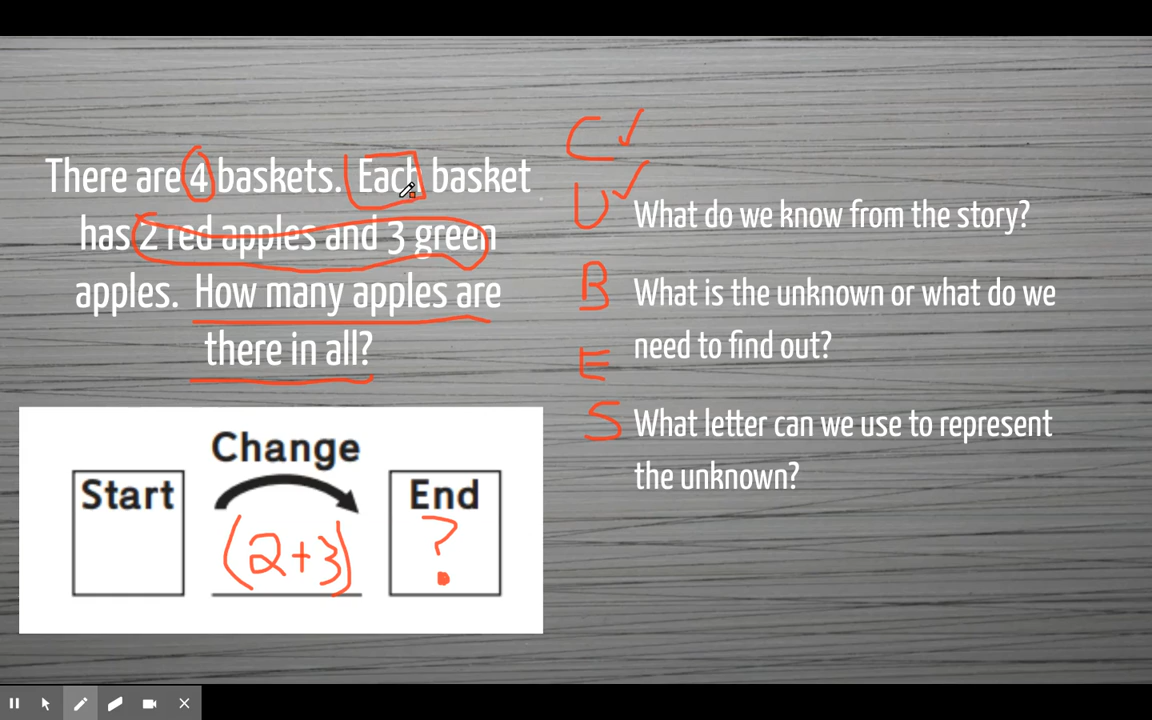 There are 4 baskets. Each basket
has 2 red apples and 3 green
apples. How many apples are
there in all?
C✓
U✓
B
E
S
What do we know from the story?
What is the unknown or what do we
need to find out?
What letter can we use to represent
the unknown?
Change
Start
(2+3)
End
?